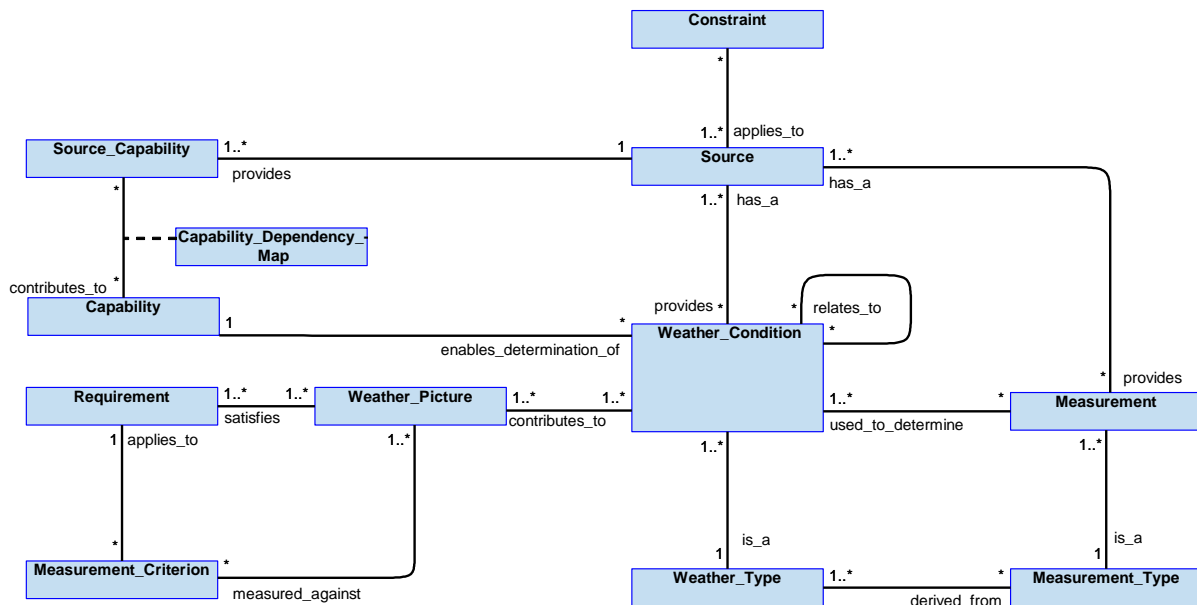 Constraint
*
1..* applies_to
Source_Capability
1..*
1
Source
1..*
provides
has_a
has_a
*
1..*
Capability_Dependency_
Map
contributes_to
*
Capability
provides
*
*
relates_to
1
*
Weather_Condition
*
enables_determination_of
Requirement
1..*
1..*
Weather_Picture
1..*
1..*
1..*
*
*
provides
Measurement
satisfies
contributes_to
used_to_determine
1
applies_to
1..*
1..*
1..*
is_a
is_a
*
Measurement_Criterion
*
1
Weather_Type
1..*
*
1
Measurement_Type
measured_against
derived_from